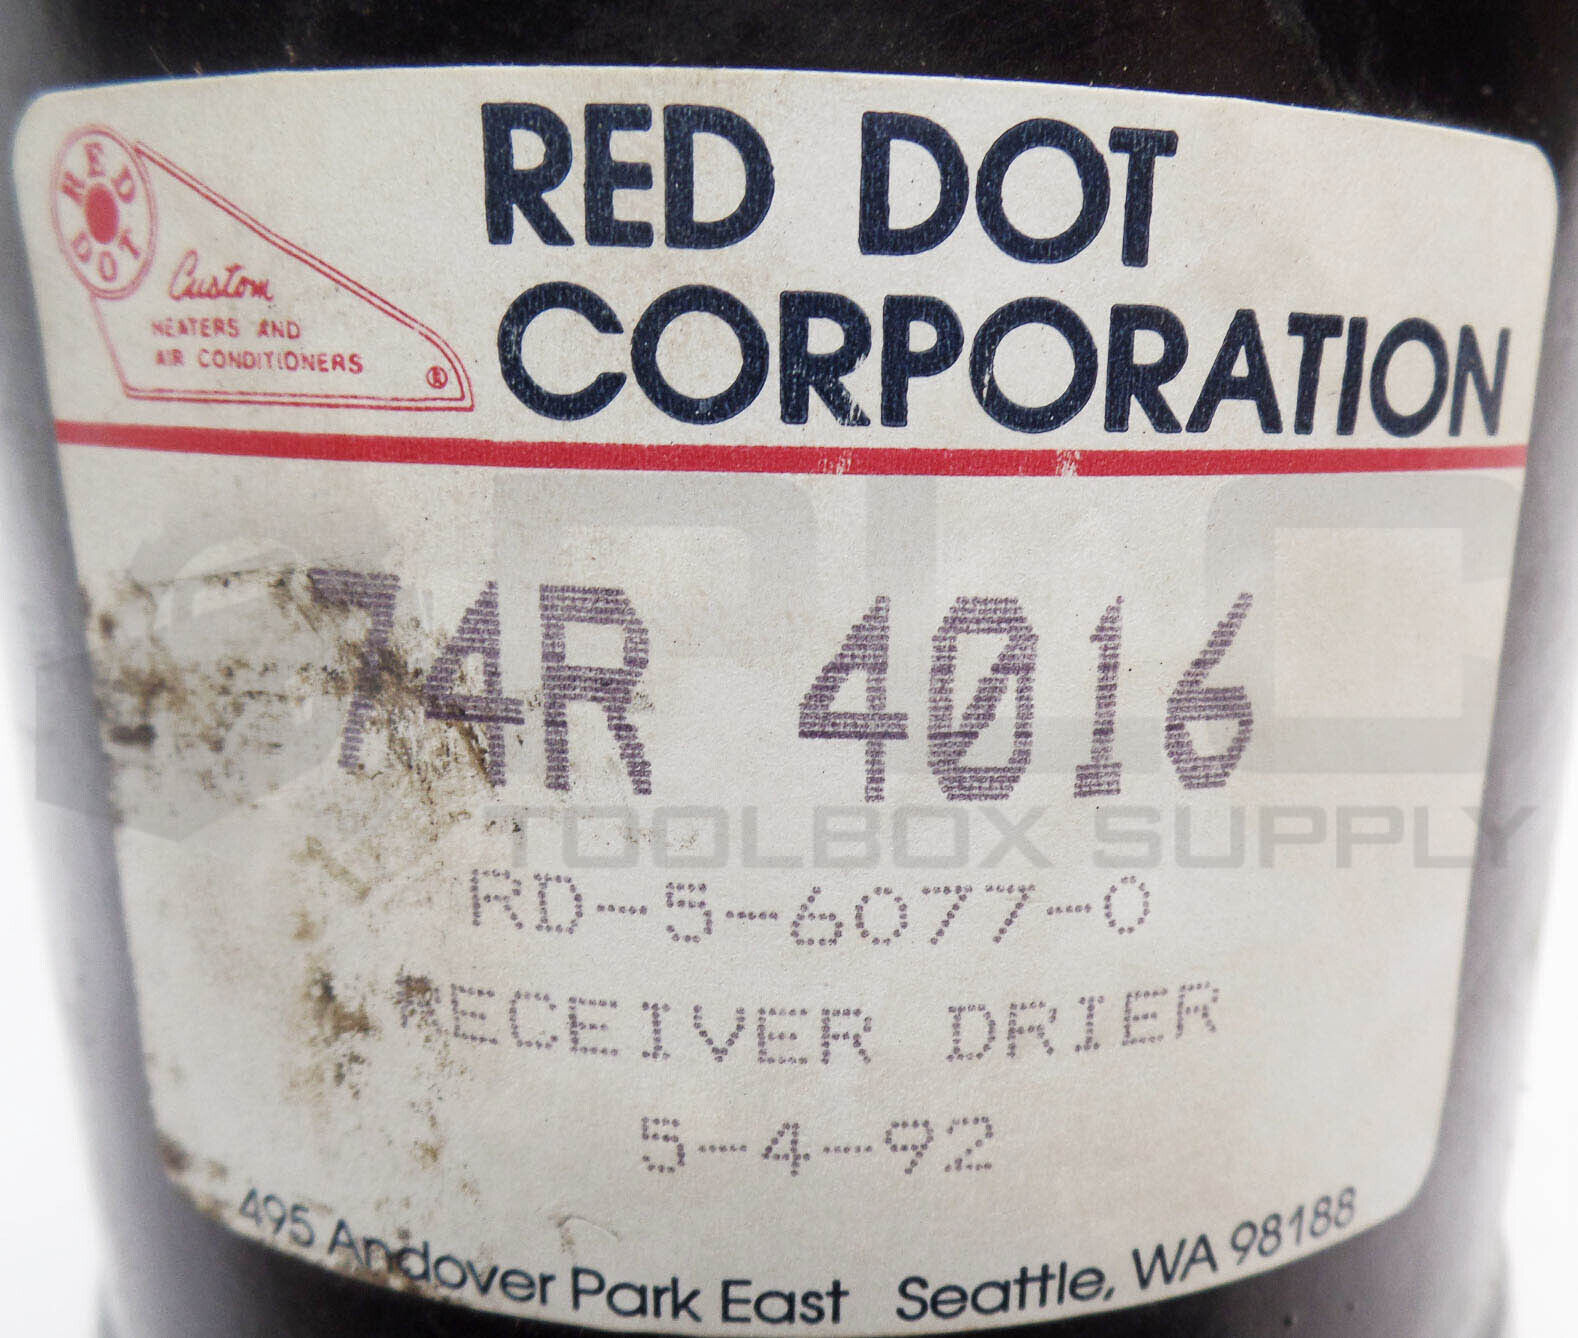 RED DOT
CORPORATION
RED DOT
Custom
HEATERS AND
AIR CONDITIONERS
®
74R 4016
TOOLBOX SUPPLY
RD-5-6077-0
RECEIVER DRIER
5-4-92
495 Andover Park East Seattle, WA 98188